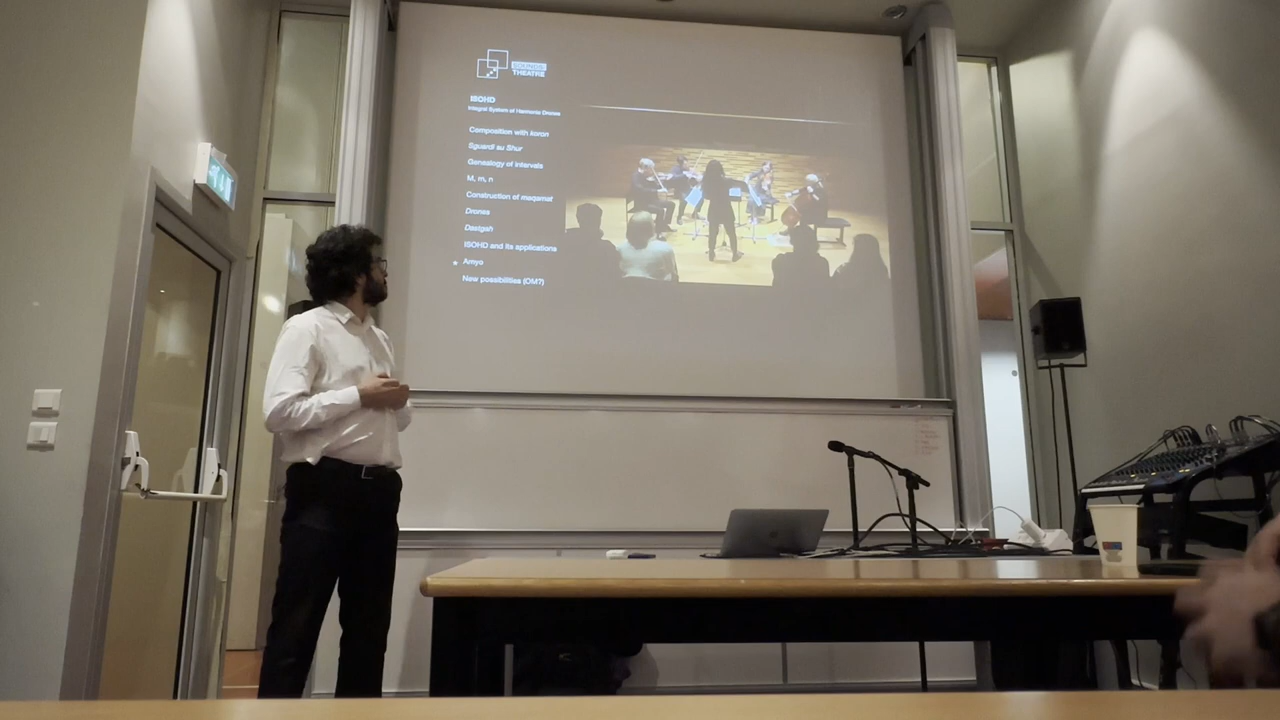 SOUNDS
THEATRE
ISOHD
Integral System of Harmonic Drones
Composition with koron
Sguardi su Shur
Genealogy of intervals
M, m, n
Construction of maqamat
Drones
Dastgah
ISOHD and its applications
* Amyo
New possibilities (OM?)